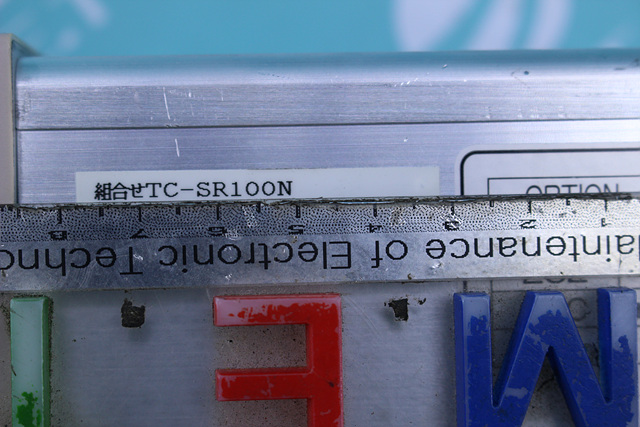 組合せTC-SR100N
OPTION
8 7 6 5 4 3 2 1
Maintenance of Electronic Techno
M E T